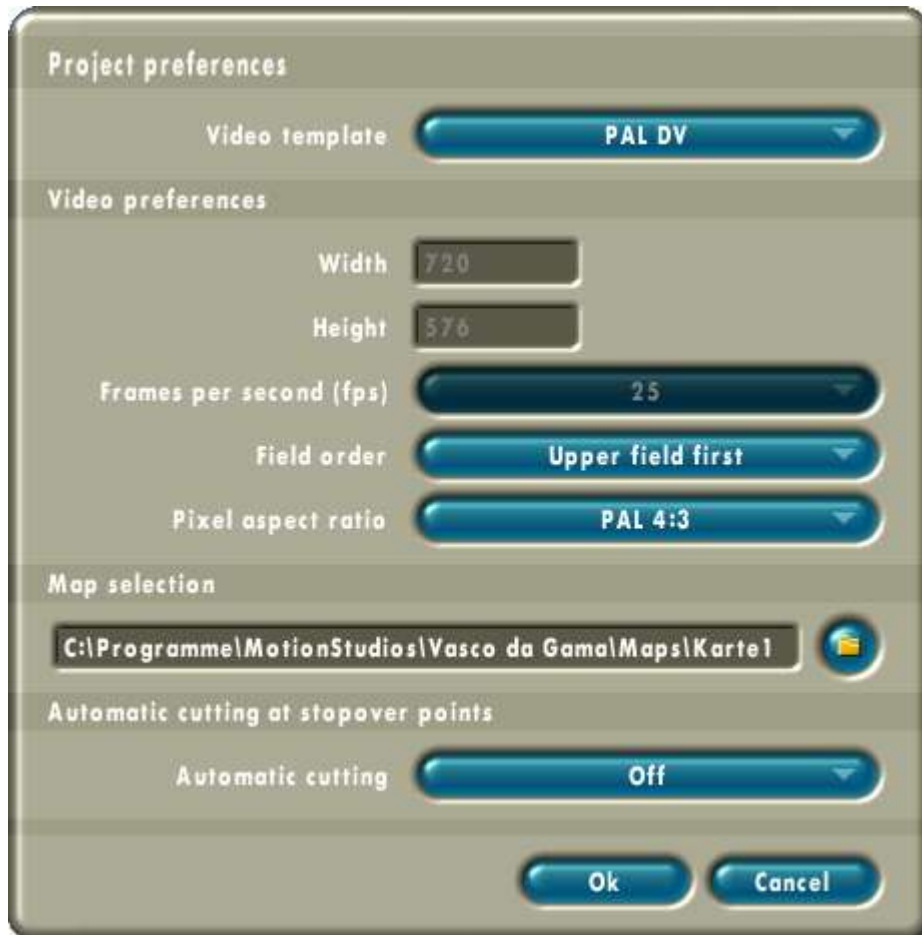 Project preferences
Video template PAL DV
Video preferences
Width 720
Height 576
Frames per second (fps) 25
Field order Upper field first
Pixel aspect ratio PAL 4:3
Map selection
C:\Programme\MotionStudios\Vasco da Gama\Maps\Karte1
Automatic cutting at stopover points
Automatic cutting Off
Ok Cancel